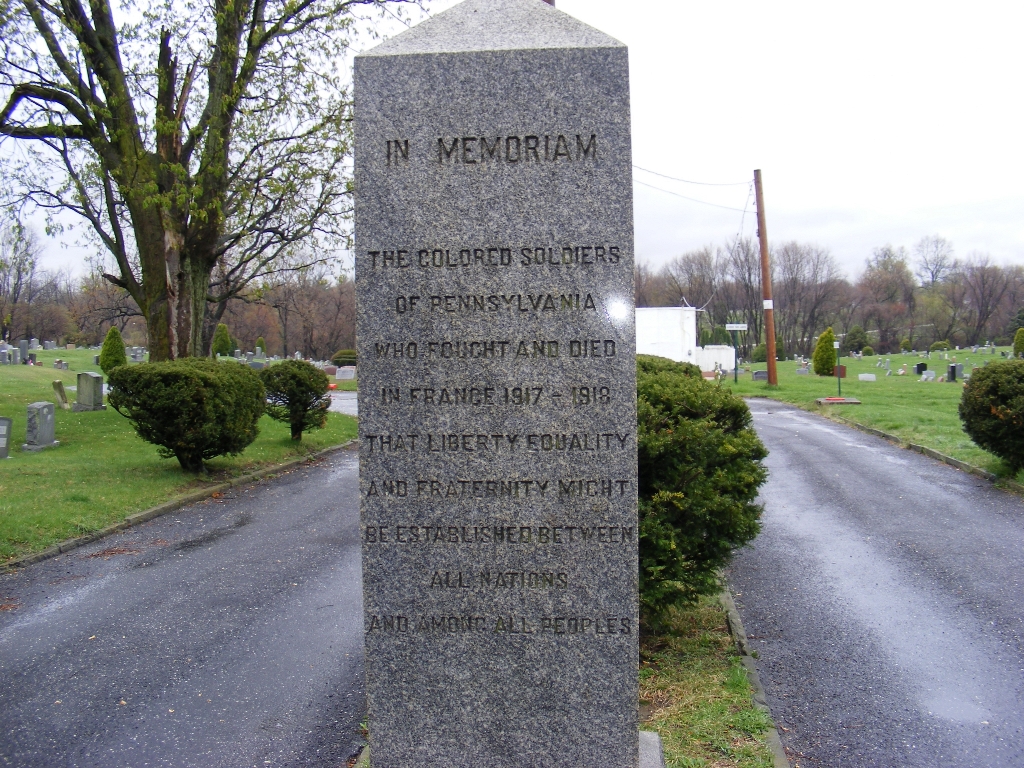 IN MEMORIAM
THE COLORED SOLDIERS
OF PENNSYLVANIA
WHO FOUGHT AND DIED
IN FRANCE 1917 - 1918
THAT LIBERTY EQUALITY
AND FRATERNITY MIGHT
BE ESTABLISHED BETWEEN
ALL NATIONS
AND AMONG ALL PEOPLES